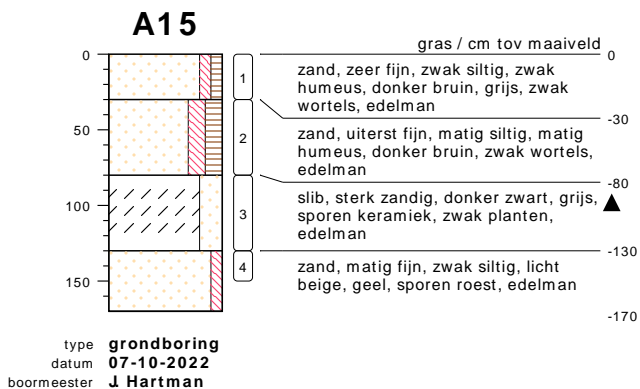 A15
gras / cm tov maaiveld
0
0
1
zand, zeer fijn, zwak siltig, zwak
humeus, donker bruin, grijs, zwak
wortels, edelman
-30
50
2
zand, uiterst fijn, matig siltig, matig
humeus, donker bruin, zwak wortels,
edelman
-80
100
3
slib, sterk zandig, donker zwart, grijs,
sporen keramiek, zwak planten,
edelman
-130
150
4
zand, matig fijn, zwak siltig, licht
beige, geel, sporen roest, edelman
-170
type grondboring
datum 07-10-2022
boormeester J. Hartman